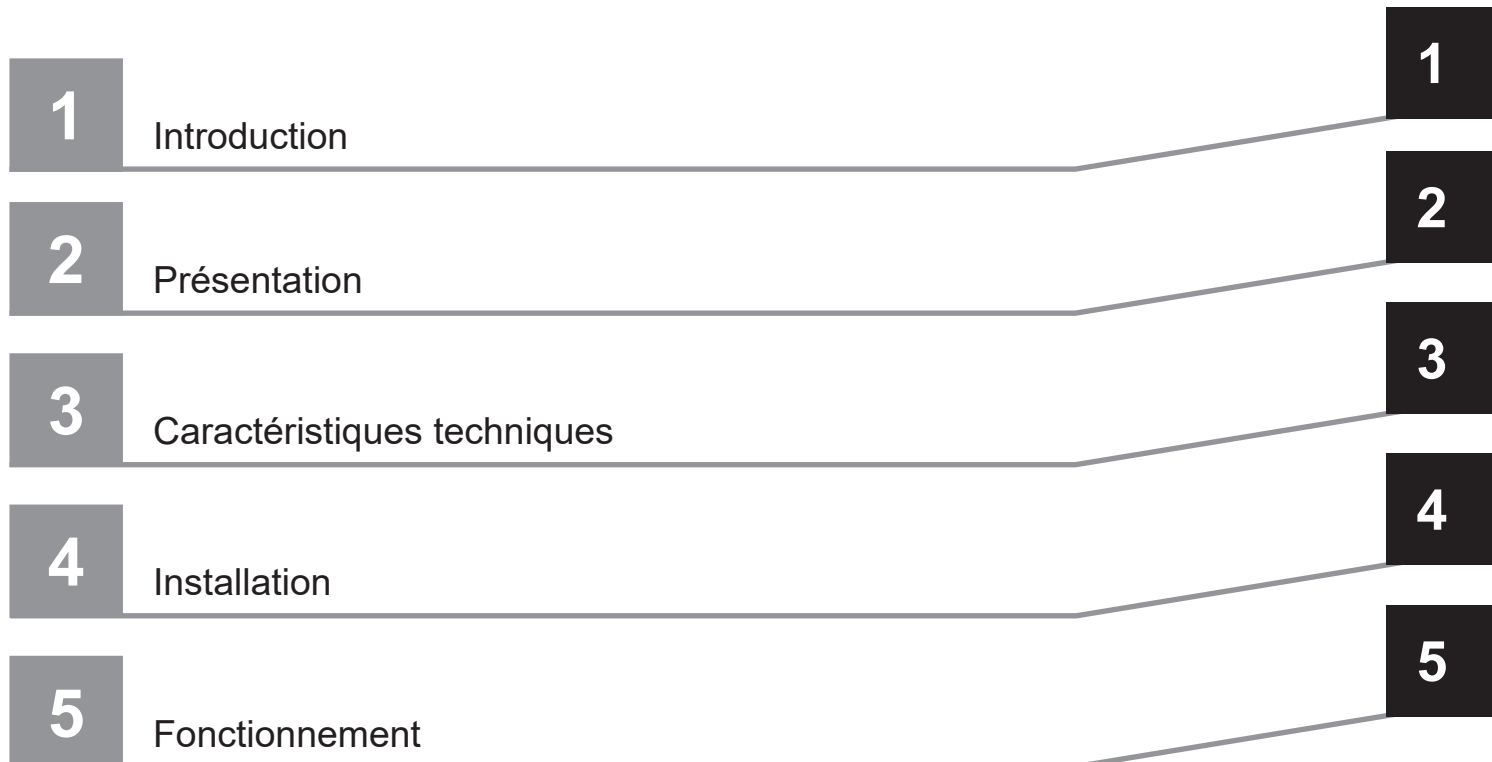 1 Introduction 1
2 Présentation 2
3 Caractéristiques techniques 3
4 Installation 4
5 Fonctionnement 5